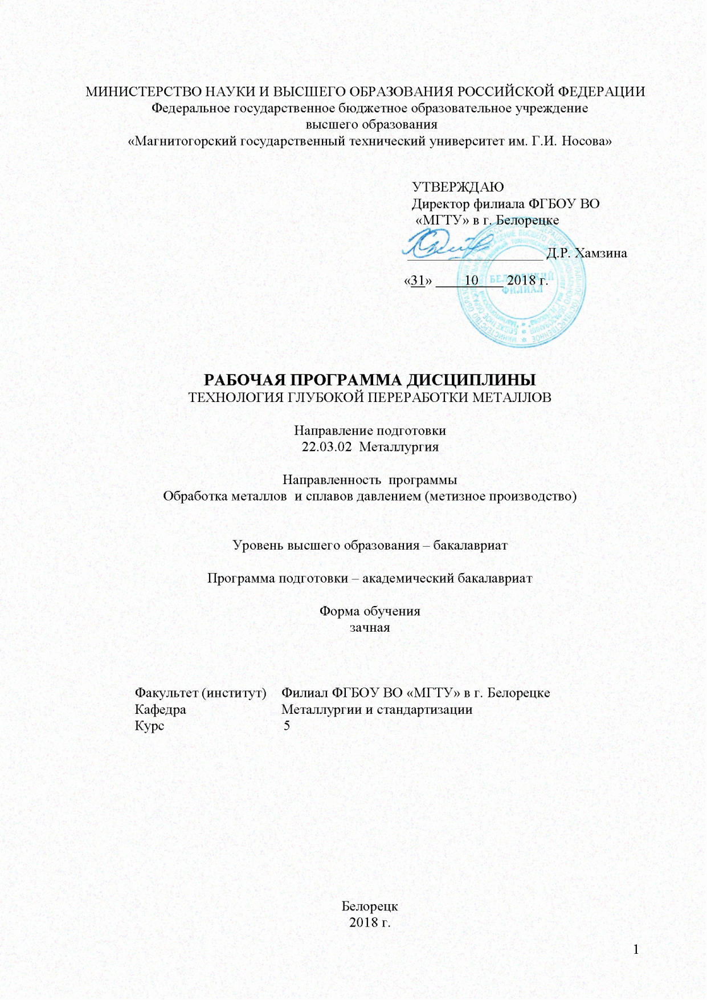 МИНИСТЕРСТВО НАУКИ И ВЫСШЕГО ОБРАЗОВАНИЯ РОССИЙСКОЙ ФЕДЕРАЦИИ
Федеральное государственное бюджетное образовательное учреждение
высшего образования
«Магнитогорский государственный технический университет им. Г.И. Носова»
УТВЕРЖДАЮ
Директор филиала ФГБОУ ВО
«МГТУ» в г. Белорецке
Д.Р. Хамзина
«31» 10 2018 г.
БЕЛОРЕЦКИЙ
ФИЛИАЛ
РАБОЧАЯ ПРОГРАММА ДИСЦИПЛИНЫ
ТЕХНОЛОГИЯ ГЛУБОКОЙ ПЕРЕРАБОТКИ МЕТАЛЛОВ
Направление подготовки
22.03.02 Металлургия
Направленность программы
Обработка металлов и сплавов давлением (метизное производство)
Уровень высшего образования – бакалавриат
Программа подготовки – академический бакалавриат
Форма обучения
зачная
Факультет (институт) Филиал ФГБОУ ВО «МГТУ» в г. Белорецке
Кафедра Металлургии и стандартизации
Курс 5
Белорецк
2018 г.
1